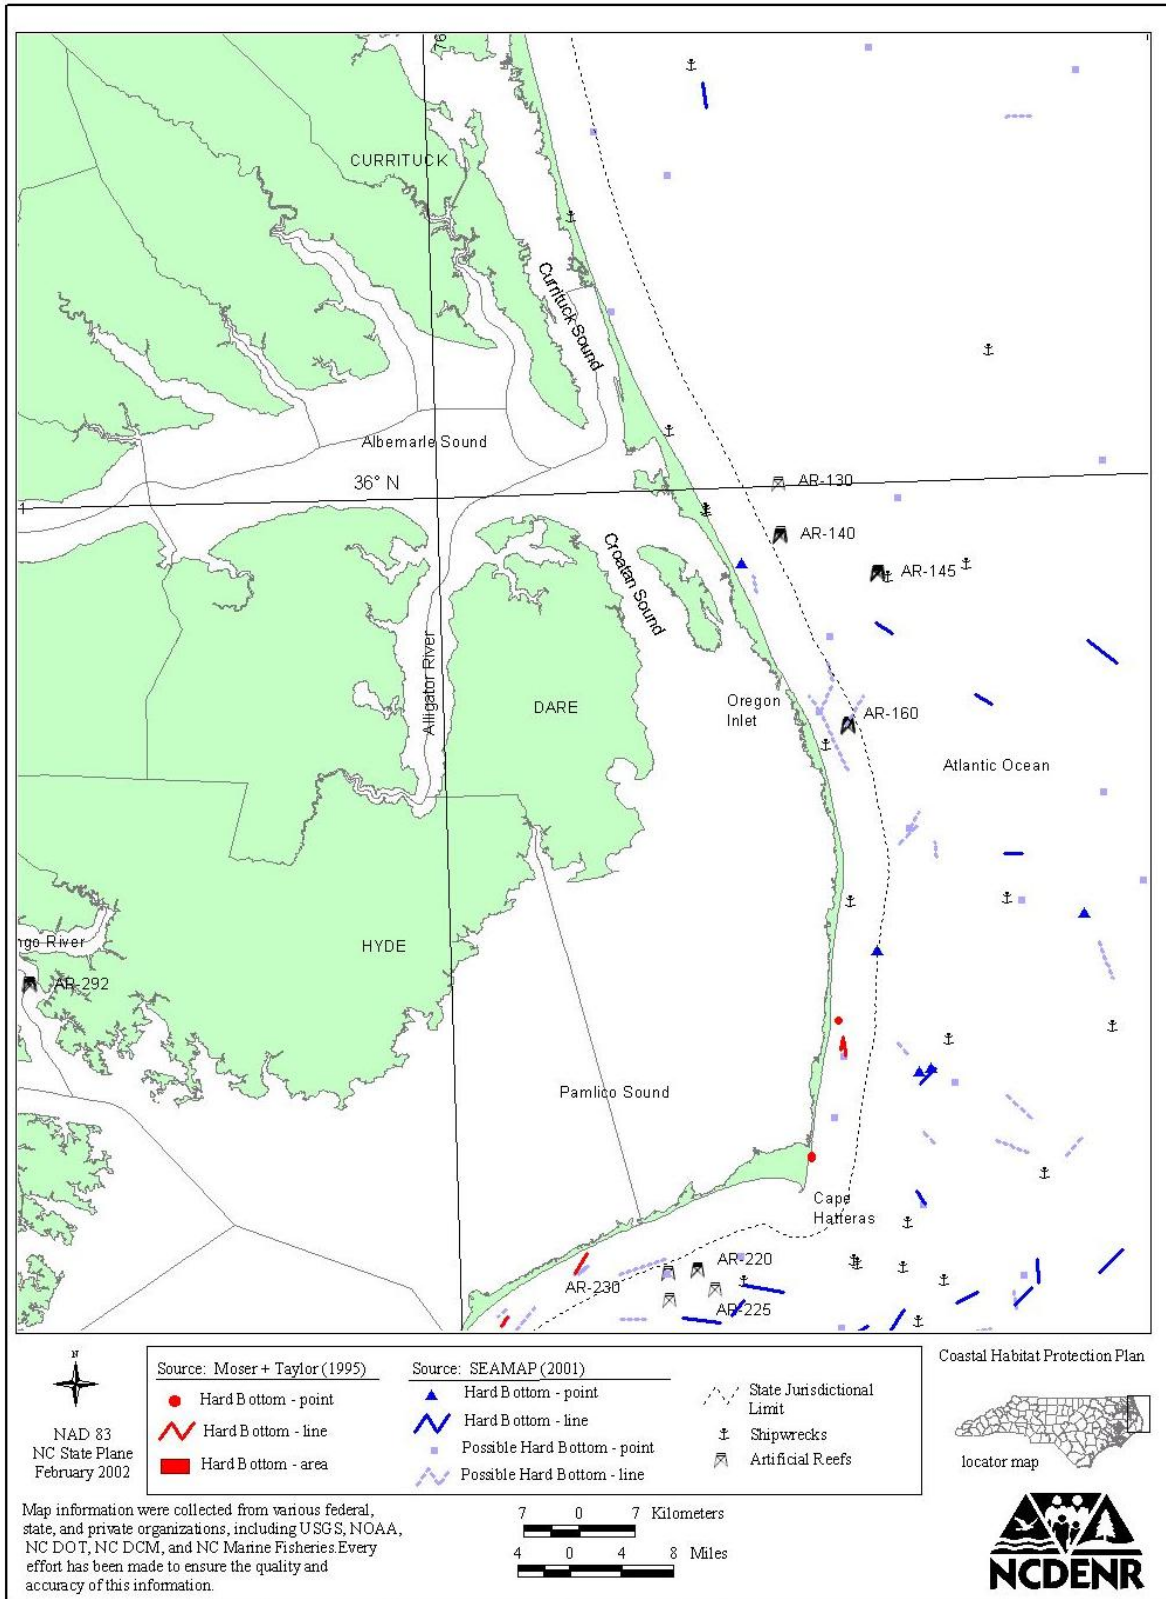 76
CURRITUCK
Currituck Sound
Albemarle Sound
36° N
AR-130
AR-140
AR-145
Croatan Sound
Alligator River
DARE
Oregon
Inlet
AR-160
Atlantic Ocean
HYDE
ngo River
AR-292
Pamlico Sound
Cape
Hatteras
AR-220
AR-230
AR-225
N
NAD 83
NC State Plane
February 2002
Source: Moser + Taylor (1995)
Hard Bottom - point
Hard Bottom - line
Hard Bottom - area
Source: SEAMAP (2001)
Hard Bottom - point
Hard Bottom - line
Possible Hard Bottom - point
Possible Hard Bottom - line
State Jurisdictional
Limit
Shipwrecks
Artificial Reefs
Coastal Habitat Protection Plan
locator map
Map information were collected from various federal,
state, and private organizations, including USGS, NOAA,
NC DOT, NC DCM, and NC Marine Fisheries.Every
effort has been made to ensure the quality and
accuracy of this information.
7 0 7 Kilometers
4 0 4 8 Miles
NCDENR